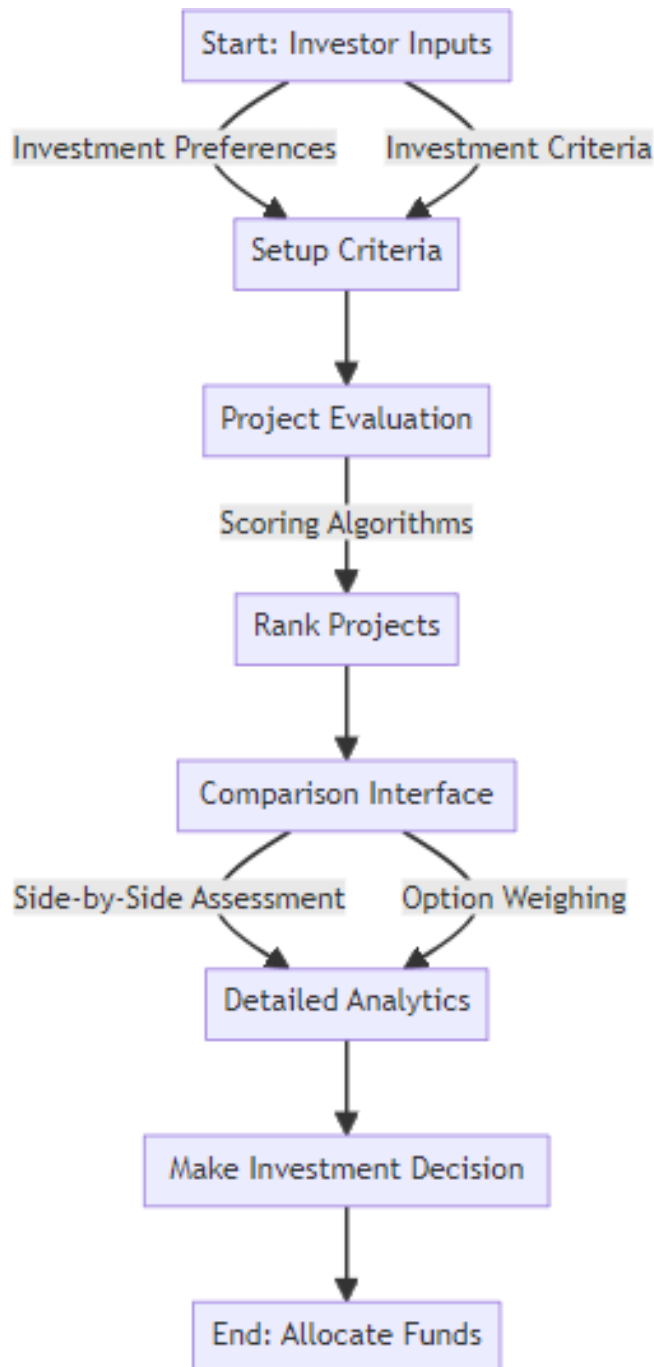 Start: Investor Inputs
Investment Preferences
Investment Criteria
Setup Criteria
Project Evaluation
Scoring Algorithms
Rank Projects
Comparison Interface
Side-by-Side Assessment
Option Weighing
Detailed Analytics
Make Investment Decision
End: Allocate Funds